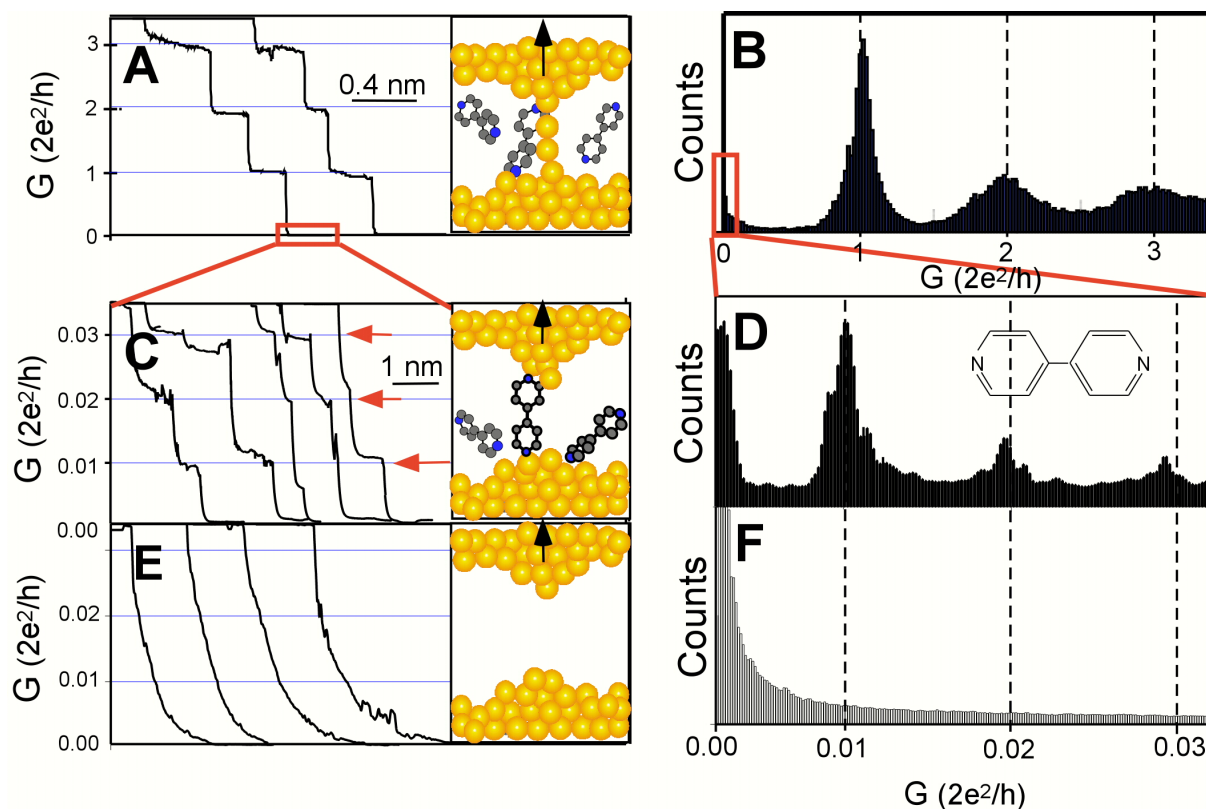 A
G (2e²/h)
3
2
1
0
0.4 nm
B
Counts
0
1
2
3
G (2e²/h)
C
G (2e²/h)
0.03
0.02
0.01
0.00
1 nm
D
Counts
N
N
E
G (2e²/h)
0.02
0.01
0.00
F
Counts
0.00
0.01
0.02
0.03
G (2e²/h)